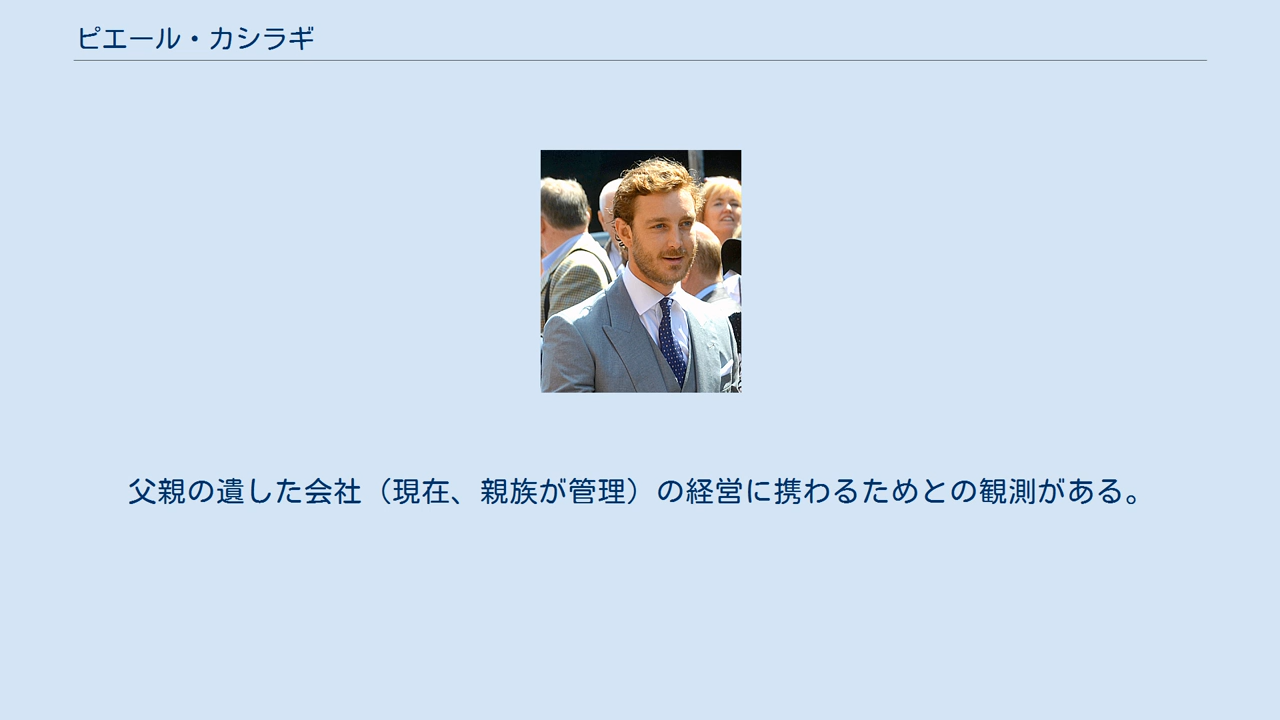 ピエール・カシラギ
父親の遺した会社（現在、親族が管理）の経営に携わるためとの観測がある。